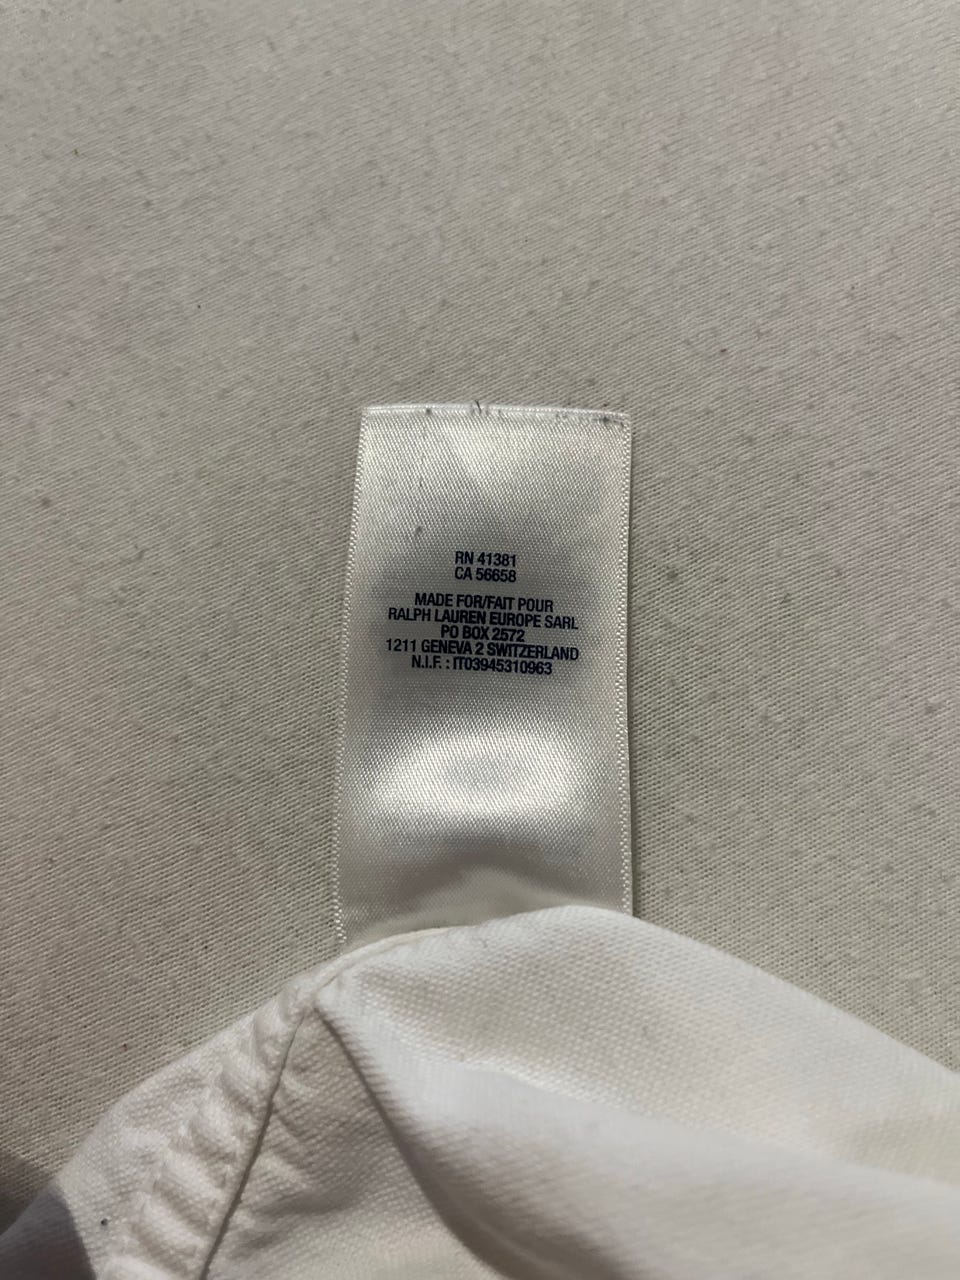 RN 41381
CA 56658
MADE FOR/FAIT POUR
RALPH LAUREN EUROPE SARL
PO BOX 2572
1211 GENEVA 2 SWITZERLAND
N.I.F. : IT03945310963